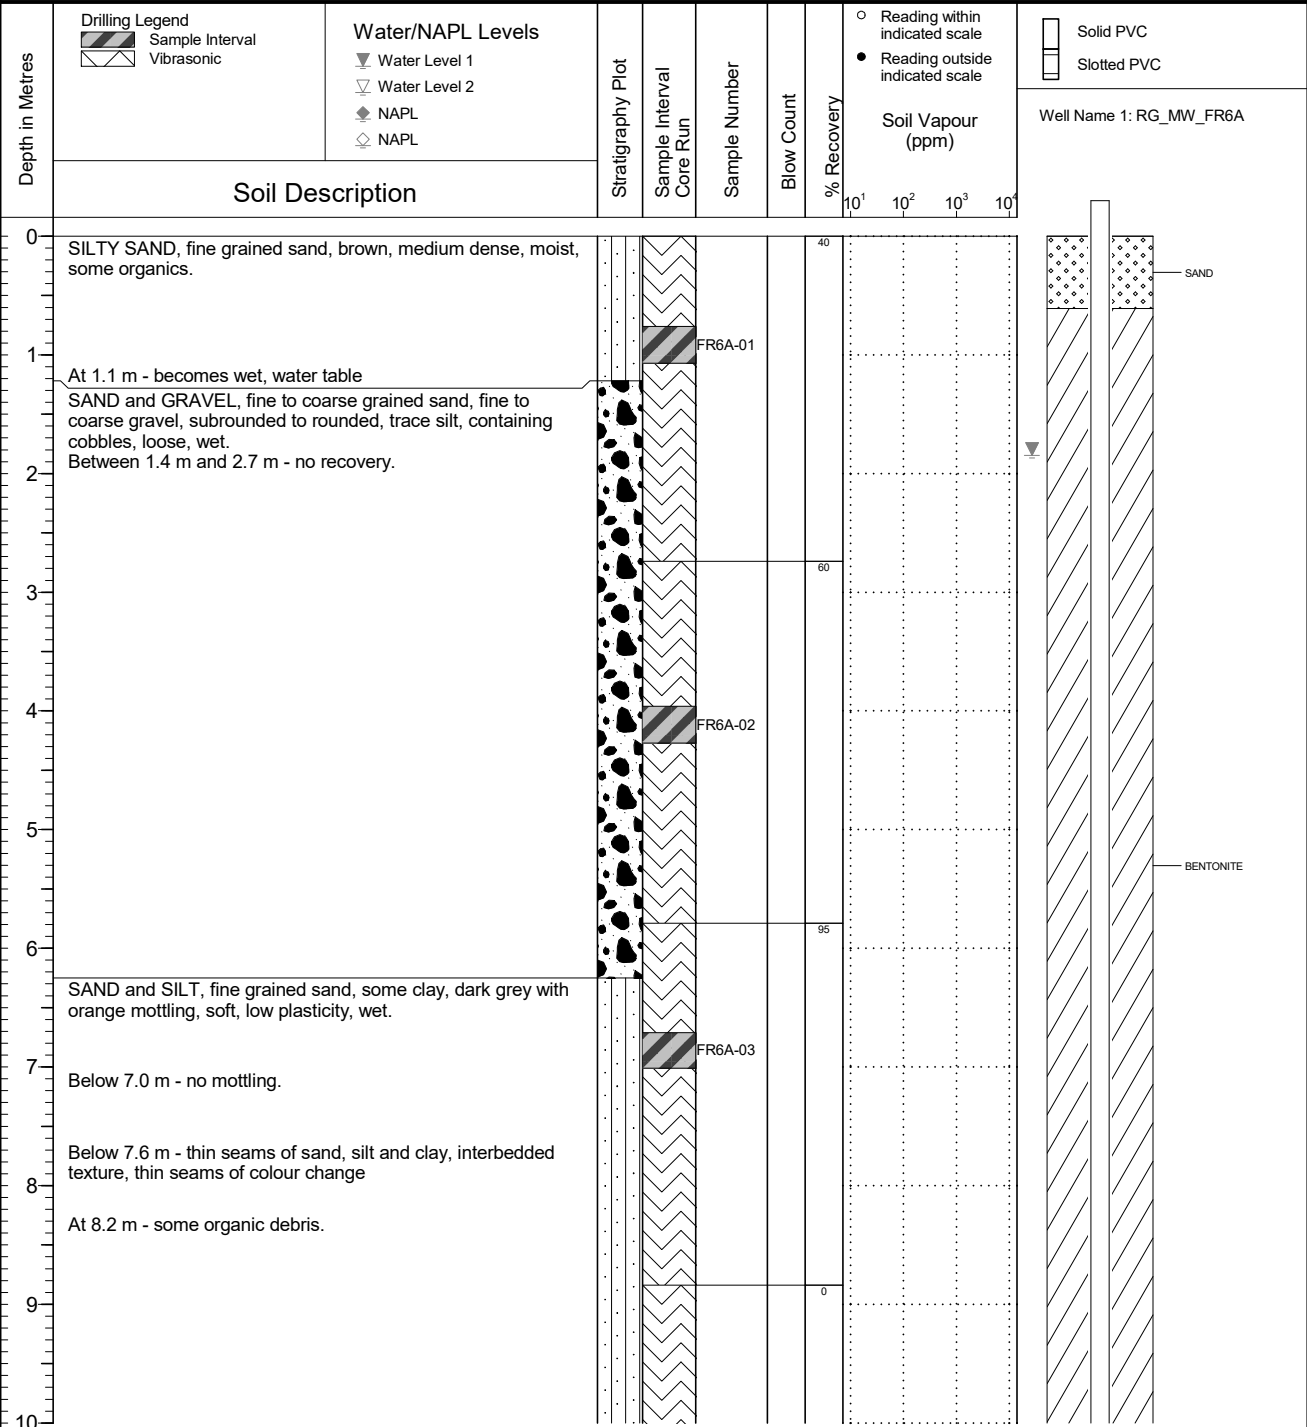 Depth in Metres
Drilling Legend
Sample Interval
Vibrasonic
Water/NAPL Levels
Water Level 1
Water Level 2
NAPL
NAPL
Soil Description
Stratigraphy Plot
Sample Interval
Core Run
Sample Number
Blow Count
% Recovery
Reading within
indicated scale
Reading outside
indicated scale
Soil Vapour
(ppm)
10¹ 10² 10³ 10⁴
Solid PVC
Slotted PVC
Well Name 1: RG_MW_FR6A
0
SILTY SAND, fine grained sand, brown, medium dense, moist,
some organics.
40
SAND
FR6A-01
1
At 1.1 m - becomes wet, water table
SAND and GRAVEL, fine to coarse grained sand, fine to
coarse gravel, subrounded to rounded, trace silt, containing
cobbles, loose, wet.
Between 1.4 m and 2.7 m - no recovery.
2
60
3
4
FR6A-02
5
BENTONITE
95
6
SAND and SILT, fine grained sand, some clay, dark grey with
orange mottling, soft, low plasticity, wet.
FR6A-03
7
Below 7.0 m - no mottling.
Below 7.6 m - thin seams of sand, silt and clay, interbedded
texture, thin seams of colour change
8
At 8.2 m - some organic debris.
0
9
10